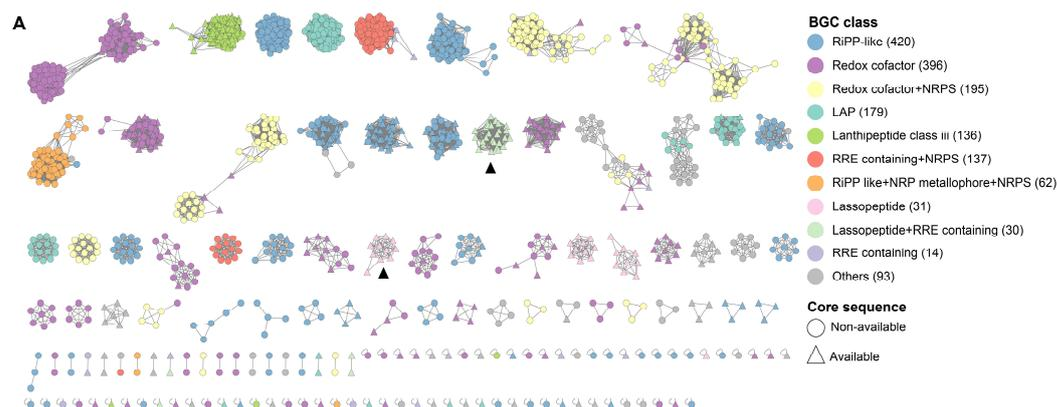 A
BGC class
RiPP-like (420)
Redox cofactor (396)
Redox cofactor+NRPS (195)
LAP (179)
Lanthipeptide class iii (136)
RRE containing+NRPS (137)
RiPP like+NRP metallophore+NRPS (62)
Lassopeptide (31)
Lassopeptide+RRE containing (30)
RRE containing (14)
Others (93)
Core sequence
Non-available
Available